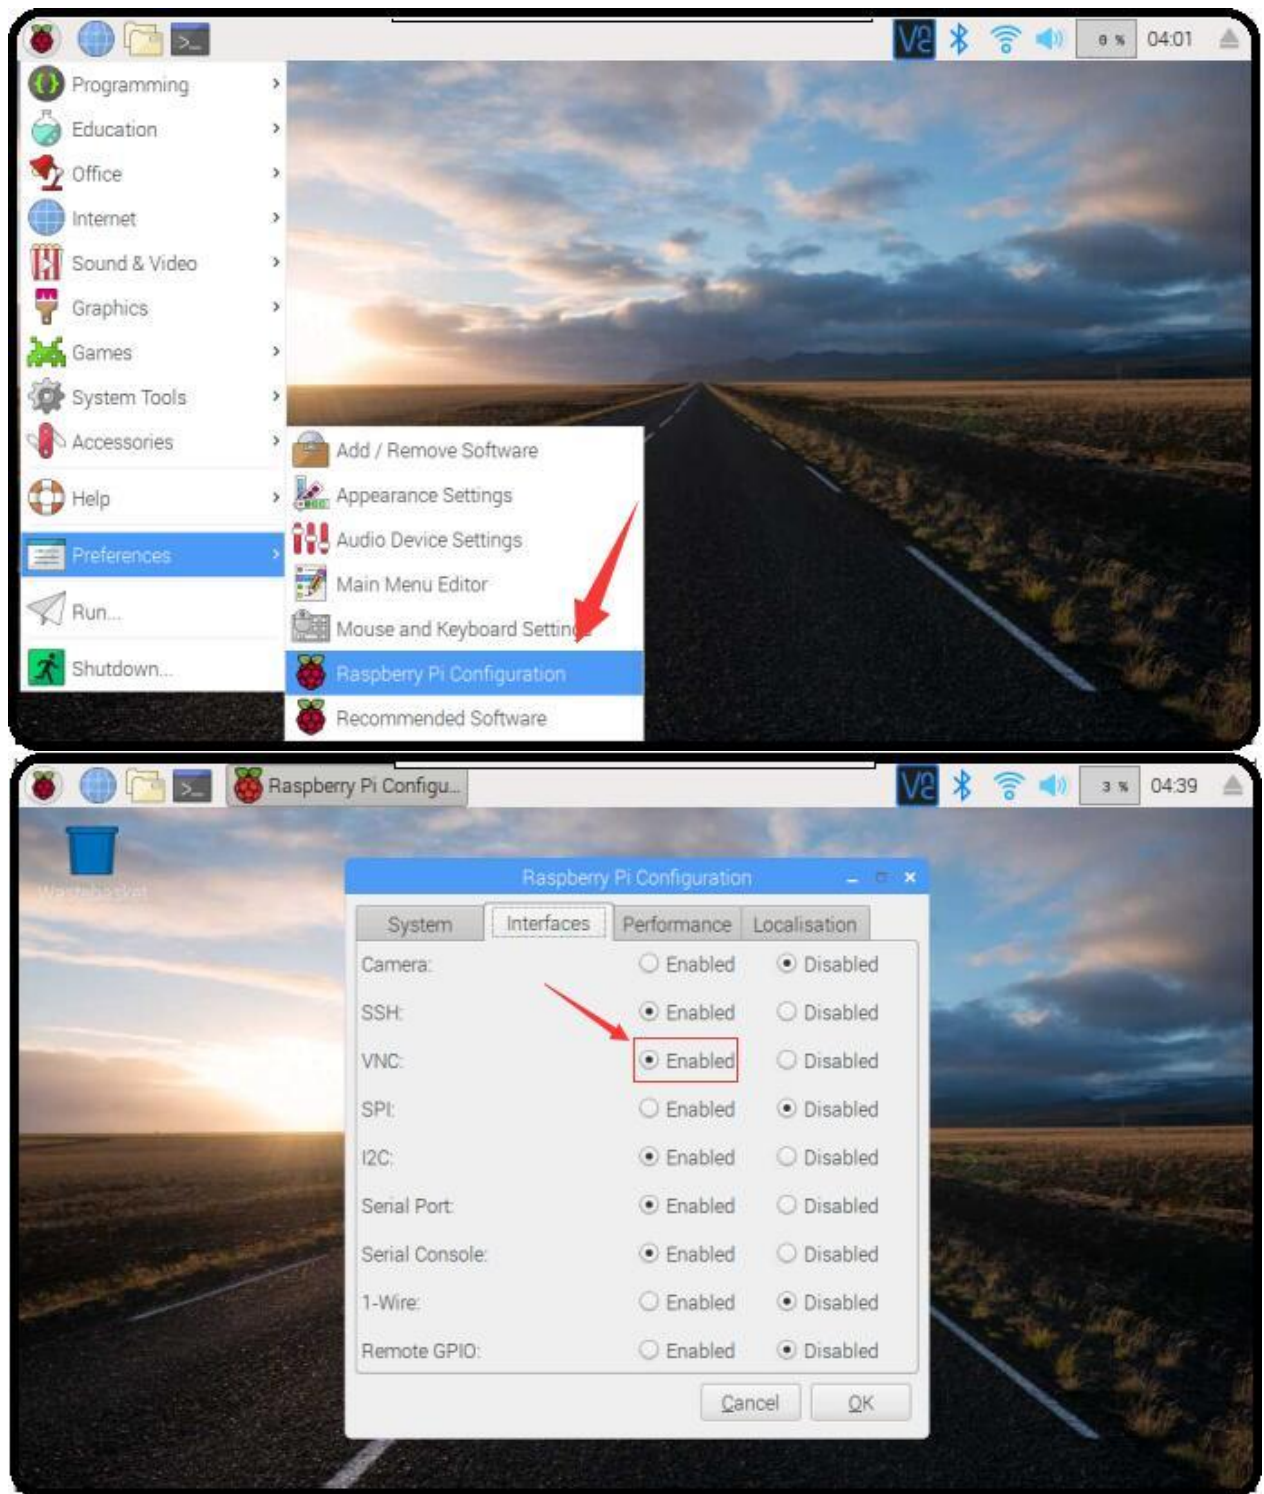 >_
V2
0 %
04:01
Programming
Education
Office
Internet
Sound & Video
Graphics
Games
System Tools
Accessories
Help
Preferences
Run...
Shutdown...
Add / Remove Software
Appearance Settings
Audio Device Settings
Main Menu Editor
Mouse and Keyboard Setting
Raspberry Pi Configuration
Recommended Software
>_
Raspberry Pi Configu...
V2
3 %
04:39
Wastebasket
Raspberry Pi Configuration
System Interfaces Performance Localisation
Camera: Enabled Disabled
SSH: Enabled Disabled
VNC: Enabled Disabled
SPI: Enabled Disabled
I2C: Enabled Disabled
Serial Port: Enabled Disabled
Serial Console: Enabled Disabled
1-Wire: Enabled Disabled
Remote GPIO: Enabled Disabled
Cancel OK